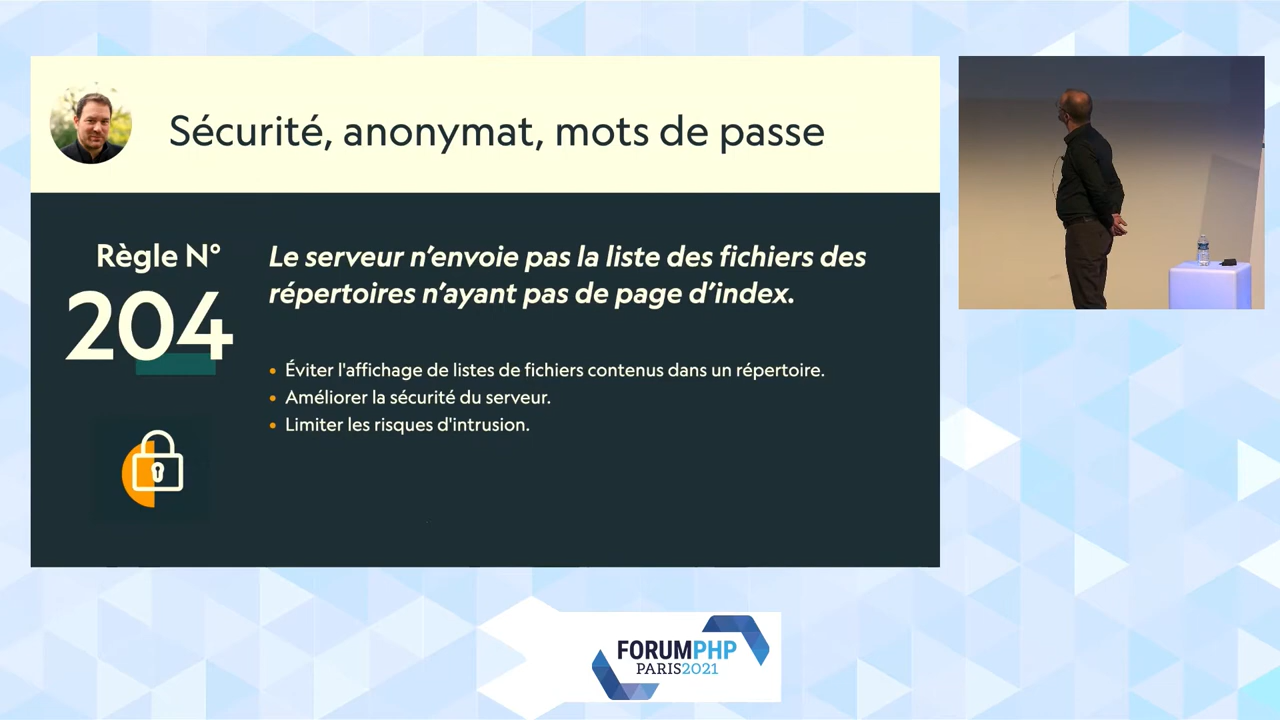 Sécurité, anonymat, mots de passe
Règle N°
204
Le serveur n’envoie pas la liste des fichiers des
répertoires n’ayant pas de page d’index.
• Éviter l'affichage de listes de fichiers contenus dans un répertoire.
• Améliorer la sécurité du serveur.
• Limiter les risques d'intrusion.
FORUMPHP
PARIS2021